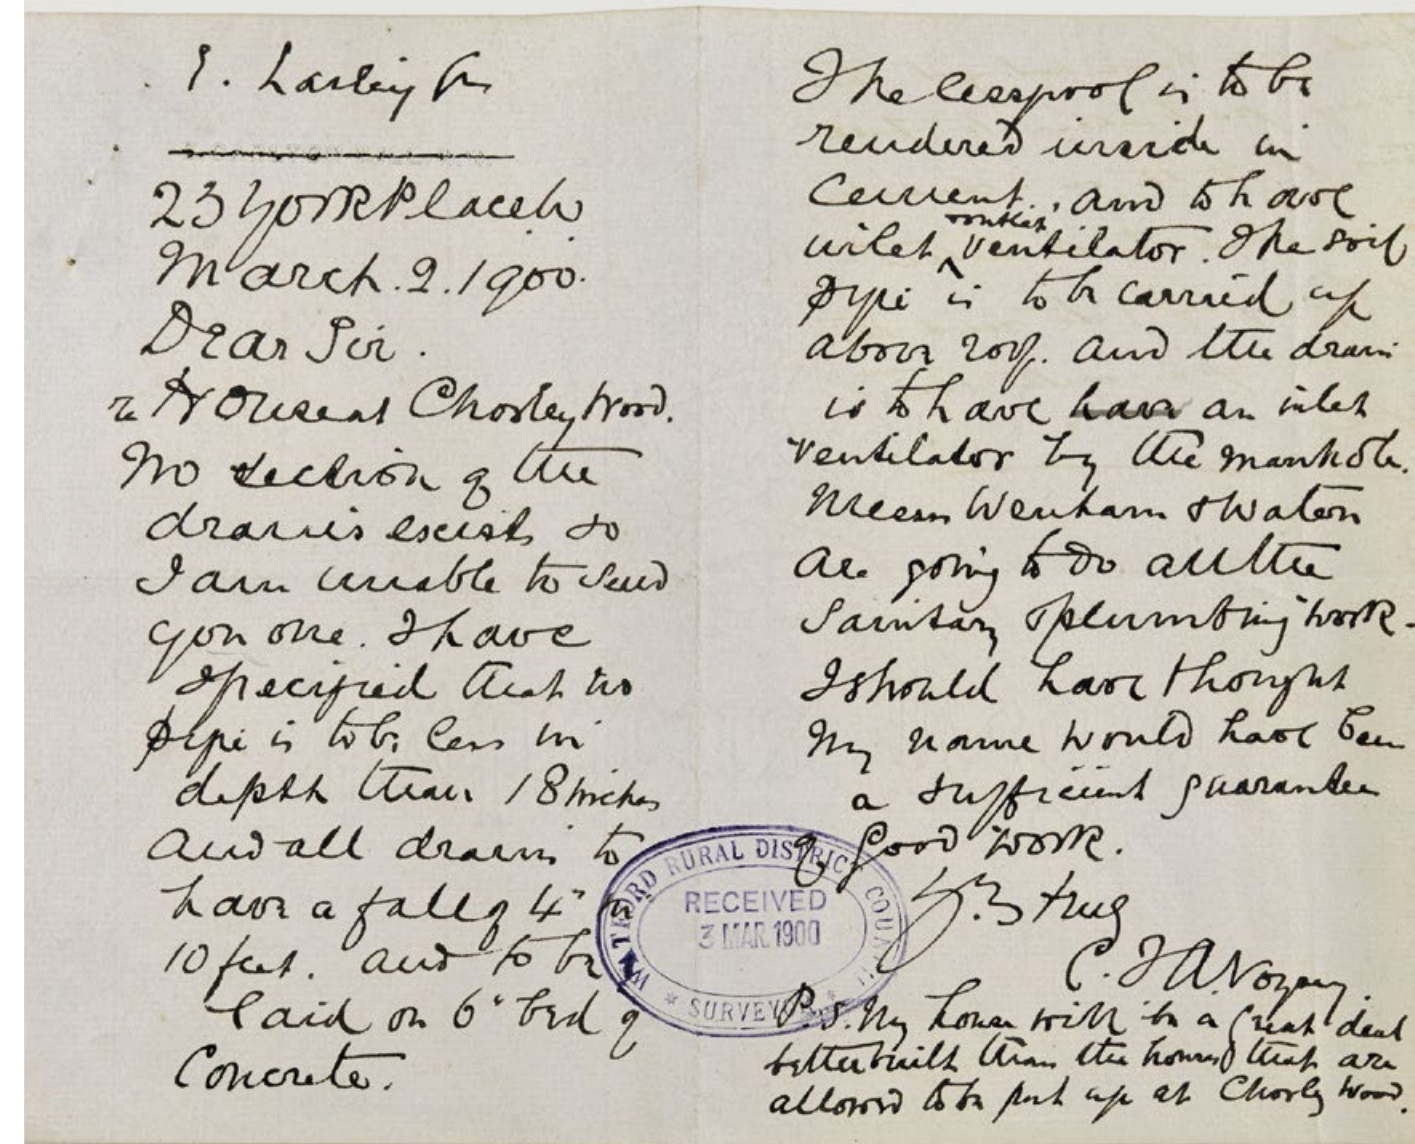 E. Lailey Esq
23 York Place W
March. 2. 1900.
Dear Sir.
re House at Chorley Wood.
No section of the
drains exists so
I am unable to send
you one. I have
specified that no
pipe is to be less in
depth than 18 inches
and all drains to
have a fall of 4" in
10 feet. and to be
laid on 6" bed of
Concrete.
The cesspool is to be
rendered inside in
Cement. and to have
inlet & outlet ventilator. The soil
pipe is to be carried up
above roof. and the drain
is to have have an inlet
ventilator by the manhole.
Messrs Wenham & Waters
are going to do all the
Sanitary & plumbing work.
I should have thought
my name would have been
a sufficient guarantee
of good work.
Y.
C. F. A. Voysey.
P.S. My house will be a great deal
better built than the houses that are
allowed to be put up at Chorley Wood.
WATFORD RURAL DISTRICT COUNCIL
RECEIVED
3 MAR. 1900
* SURVEYOR *